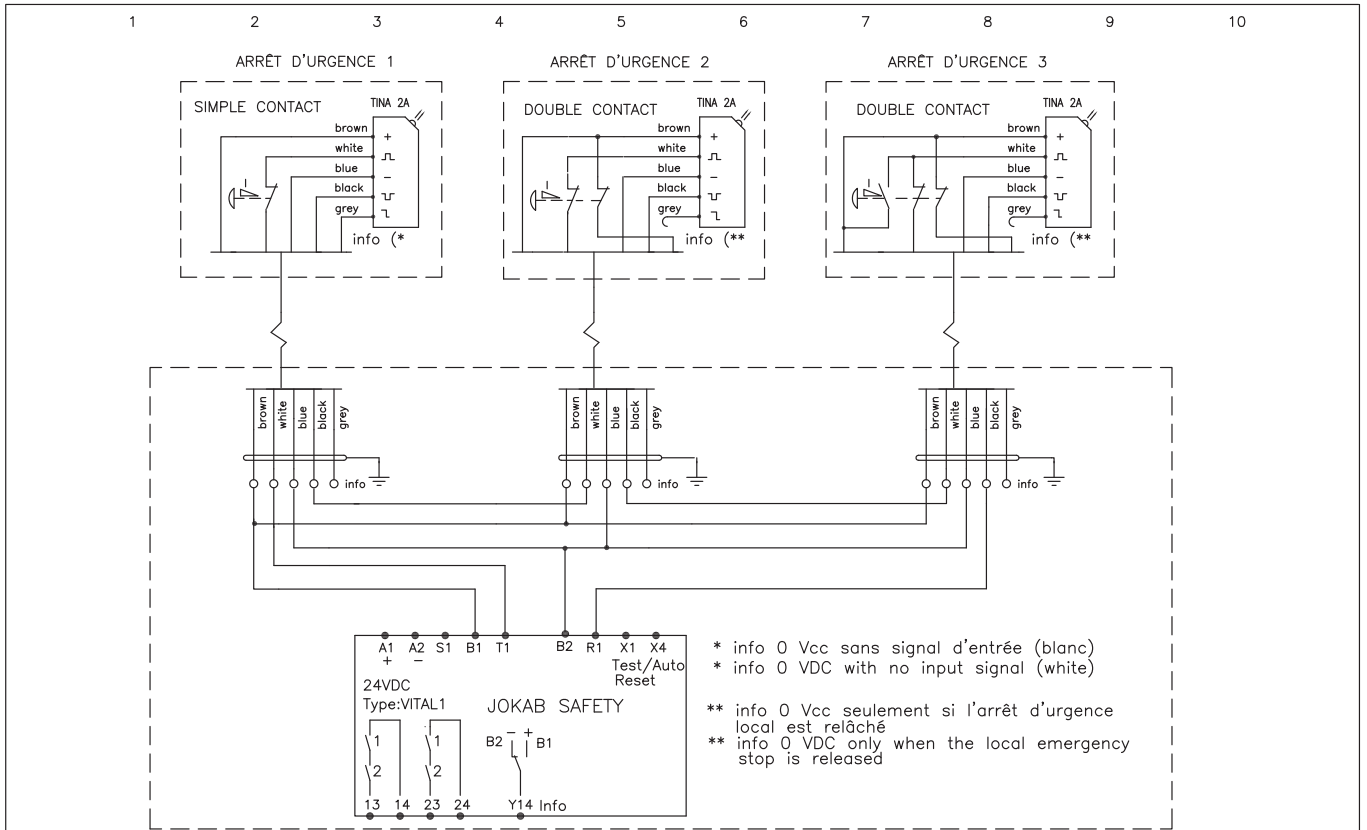 1 2 3 4 5 6 7 8 9 10
ARRÊT D'URGENCE 1
ARRÊT D'URGENCE 2
ARRÊT D'URGENCE 3
SIMPLE CONTACT
TINA 2A
brown
+
white
blue
−
black
grey
info (*
DOUBLE CONTACT
TINA 2A
brown
+
white
blue
−
black
grey
info (**
DOUBLE CONTACT
TINA 2A
brown
+
white
blue
−
black
grey
info (**
brown
white
blue
black
grey
info
brown
white
blue
black
grey
info
brown
white
blue
black
grey
info
A1 A2 S1 B1 T1 B2 R1 X1 X4
+ −
Test/Auto
Reset
24VDC
Type:VITAL1
JOKAB SAFETY
1 1
2 2
B2 − + B1
13 14 23 24 Y14 Info
* info 0 Vcc sans signal d'entrée (blanc)
* info 0 VDC with no input signal (white)
** info 0 Vcc seulement si l'arrêt d'urgence
local est relâché
** info 0 VDC only when the local emergency
stop is released